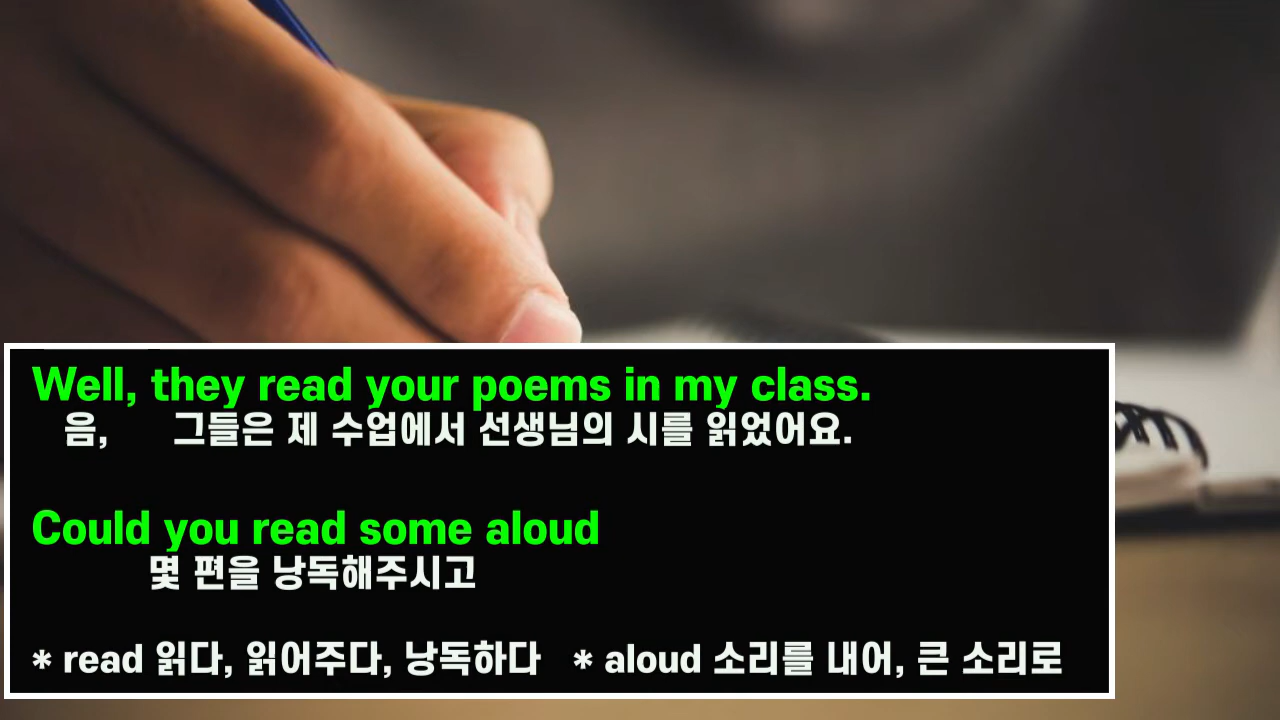 Well, they read your poems in my class.
음, 그들은 제 수업에서 선생님의 시를 읽었어요.
Could you read some aloud
몇 편을 낭독해주시고
* read 읽다, 읽어주다, 낭독하다 * aloud 소리를 내어, 큰 소리로